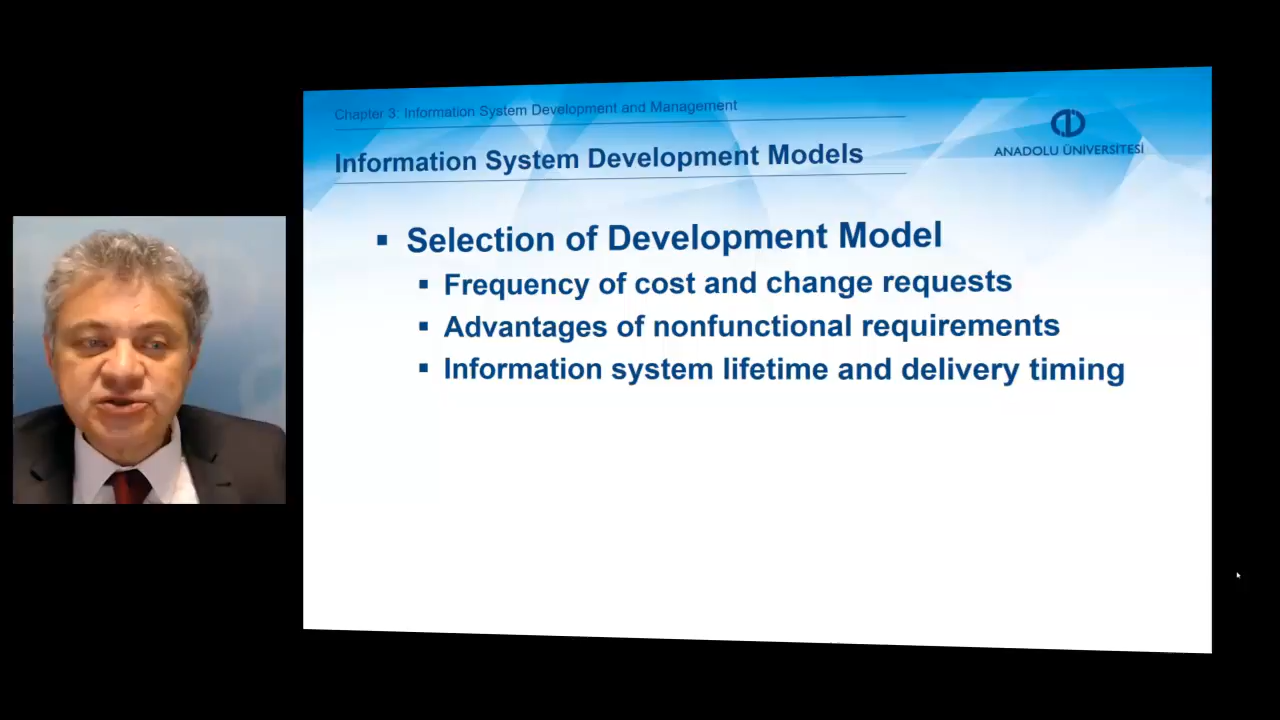 Chapter 3: Information System Development and Management
Information System Development Models
ANADOLU ÜNİVERSİTESİ
Selection of Development Model
Frequency of cost and change requests
Advantages of nonfunctional requirements
Information system lifetime and delivery timing